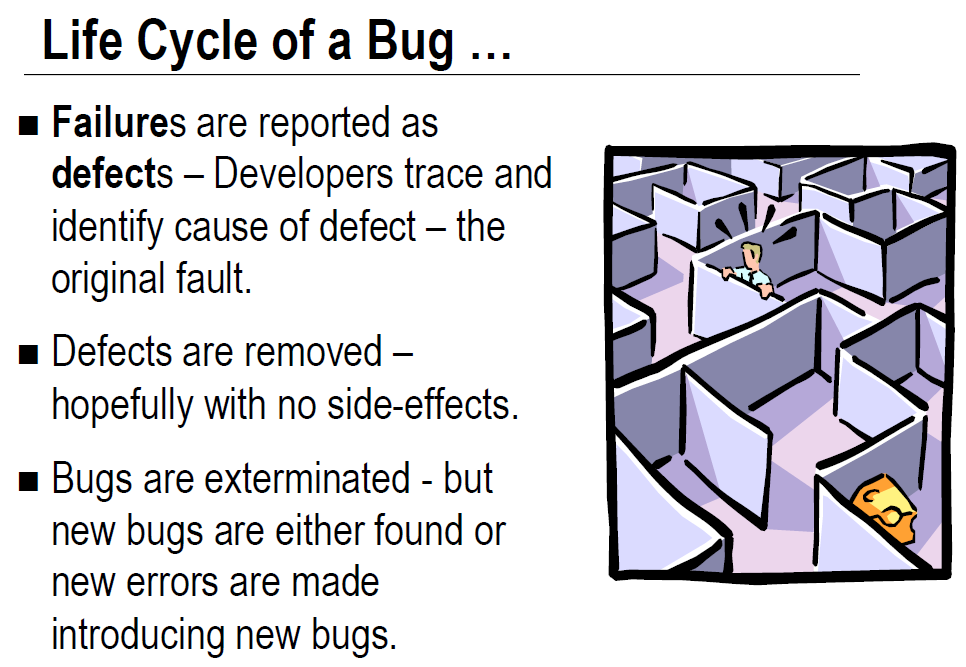 Life Cycle of a Bug …
■ Failures are reported as
defects – Developers trace and
identify cause of defect – the
original fault.
■ Defects are removed –
hopefully with no side-effects.
■ Bugs are exterminated - but
new bugs are either found or
new errors are made
introducing new bugs.